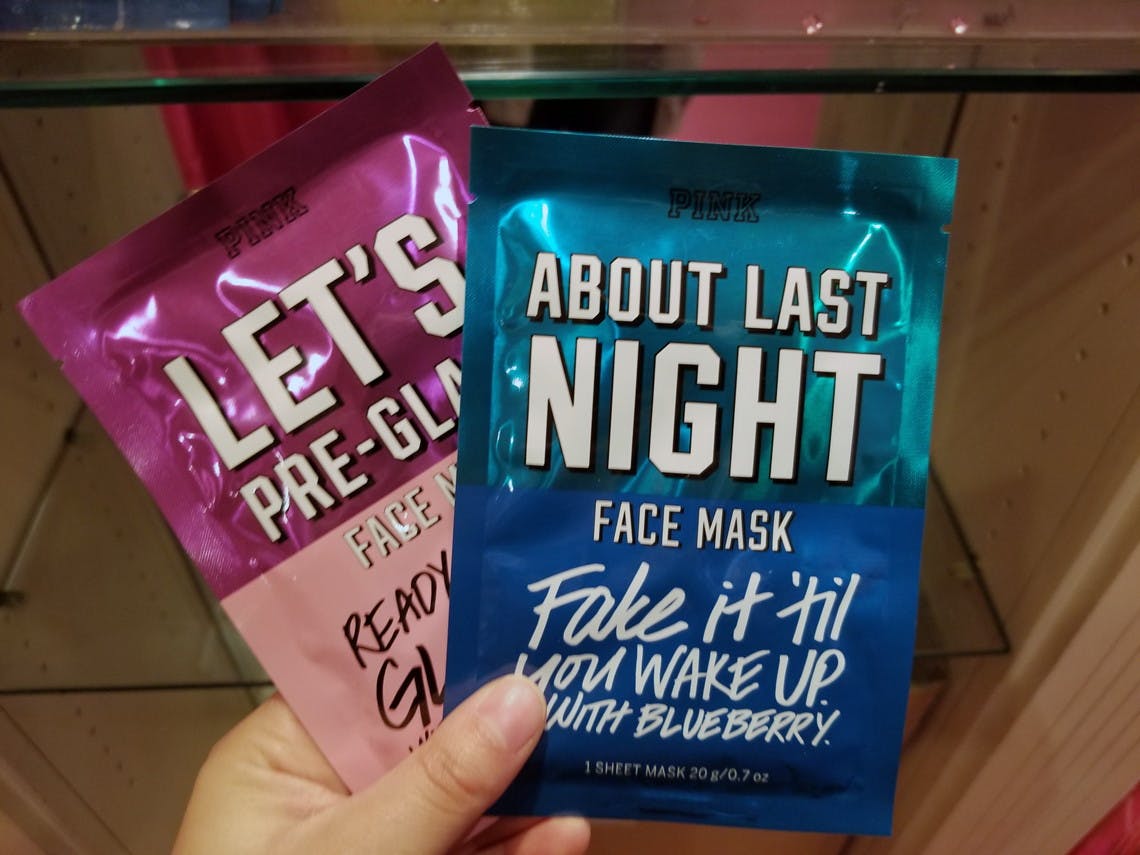 PINK
LET'S
PRE-GLA
FACE M
READY
GL
PINK
ABOUT LAST
NIGHT
FACE MASK
Fake it 'til
you WAKE UP.
WITH BLUEBERRY.
1 SHEET MASK 20 g/0.7 oz